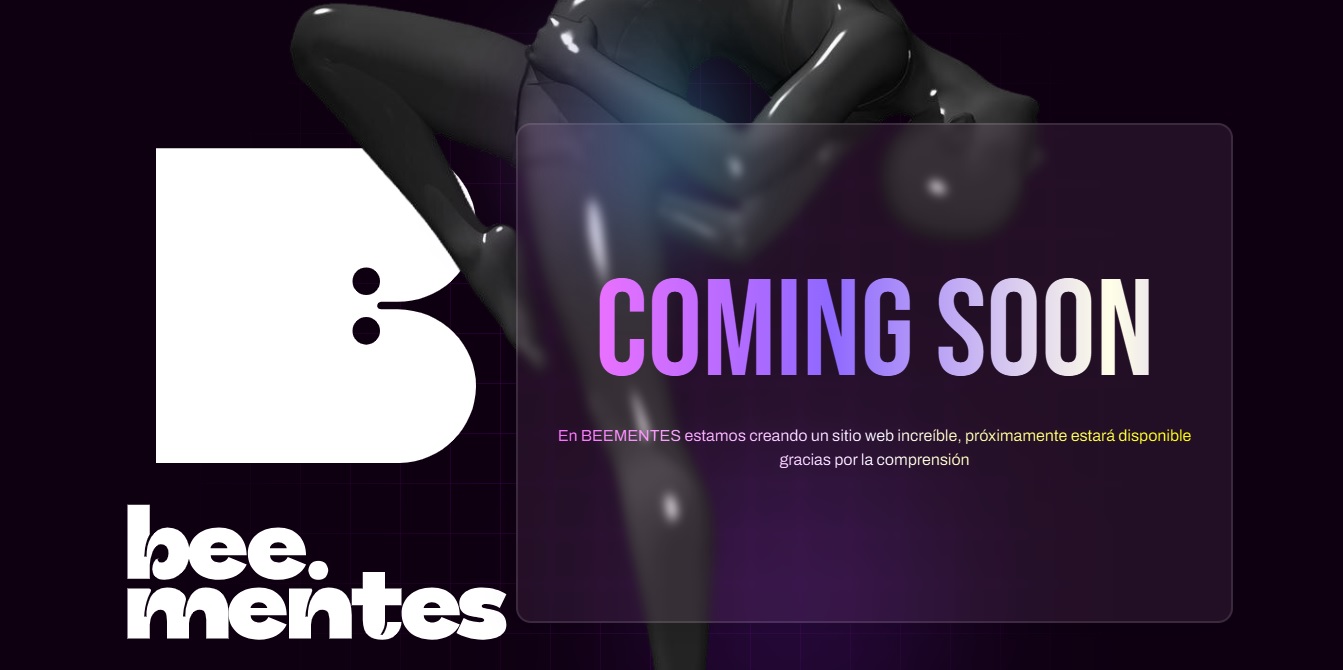 B
bee.
mentes
COMING SOON
En BEEMENTES estamos creando un sitio web increíble, próximamente estará disponible
gracias por la comprensión